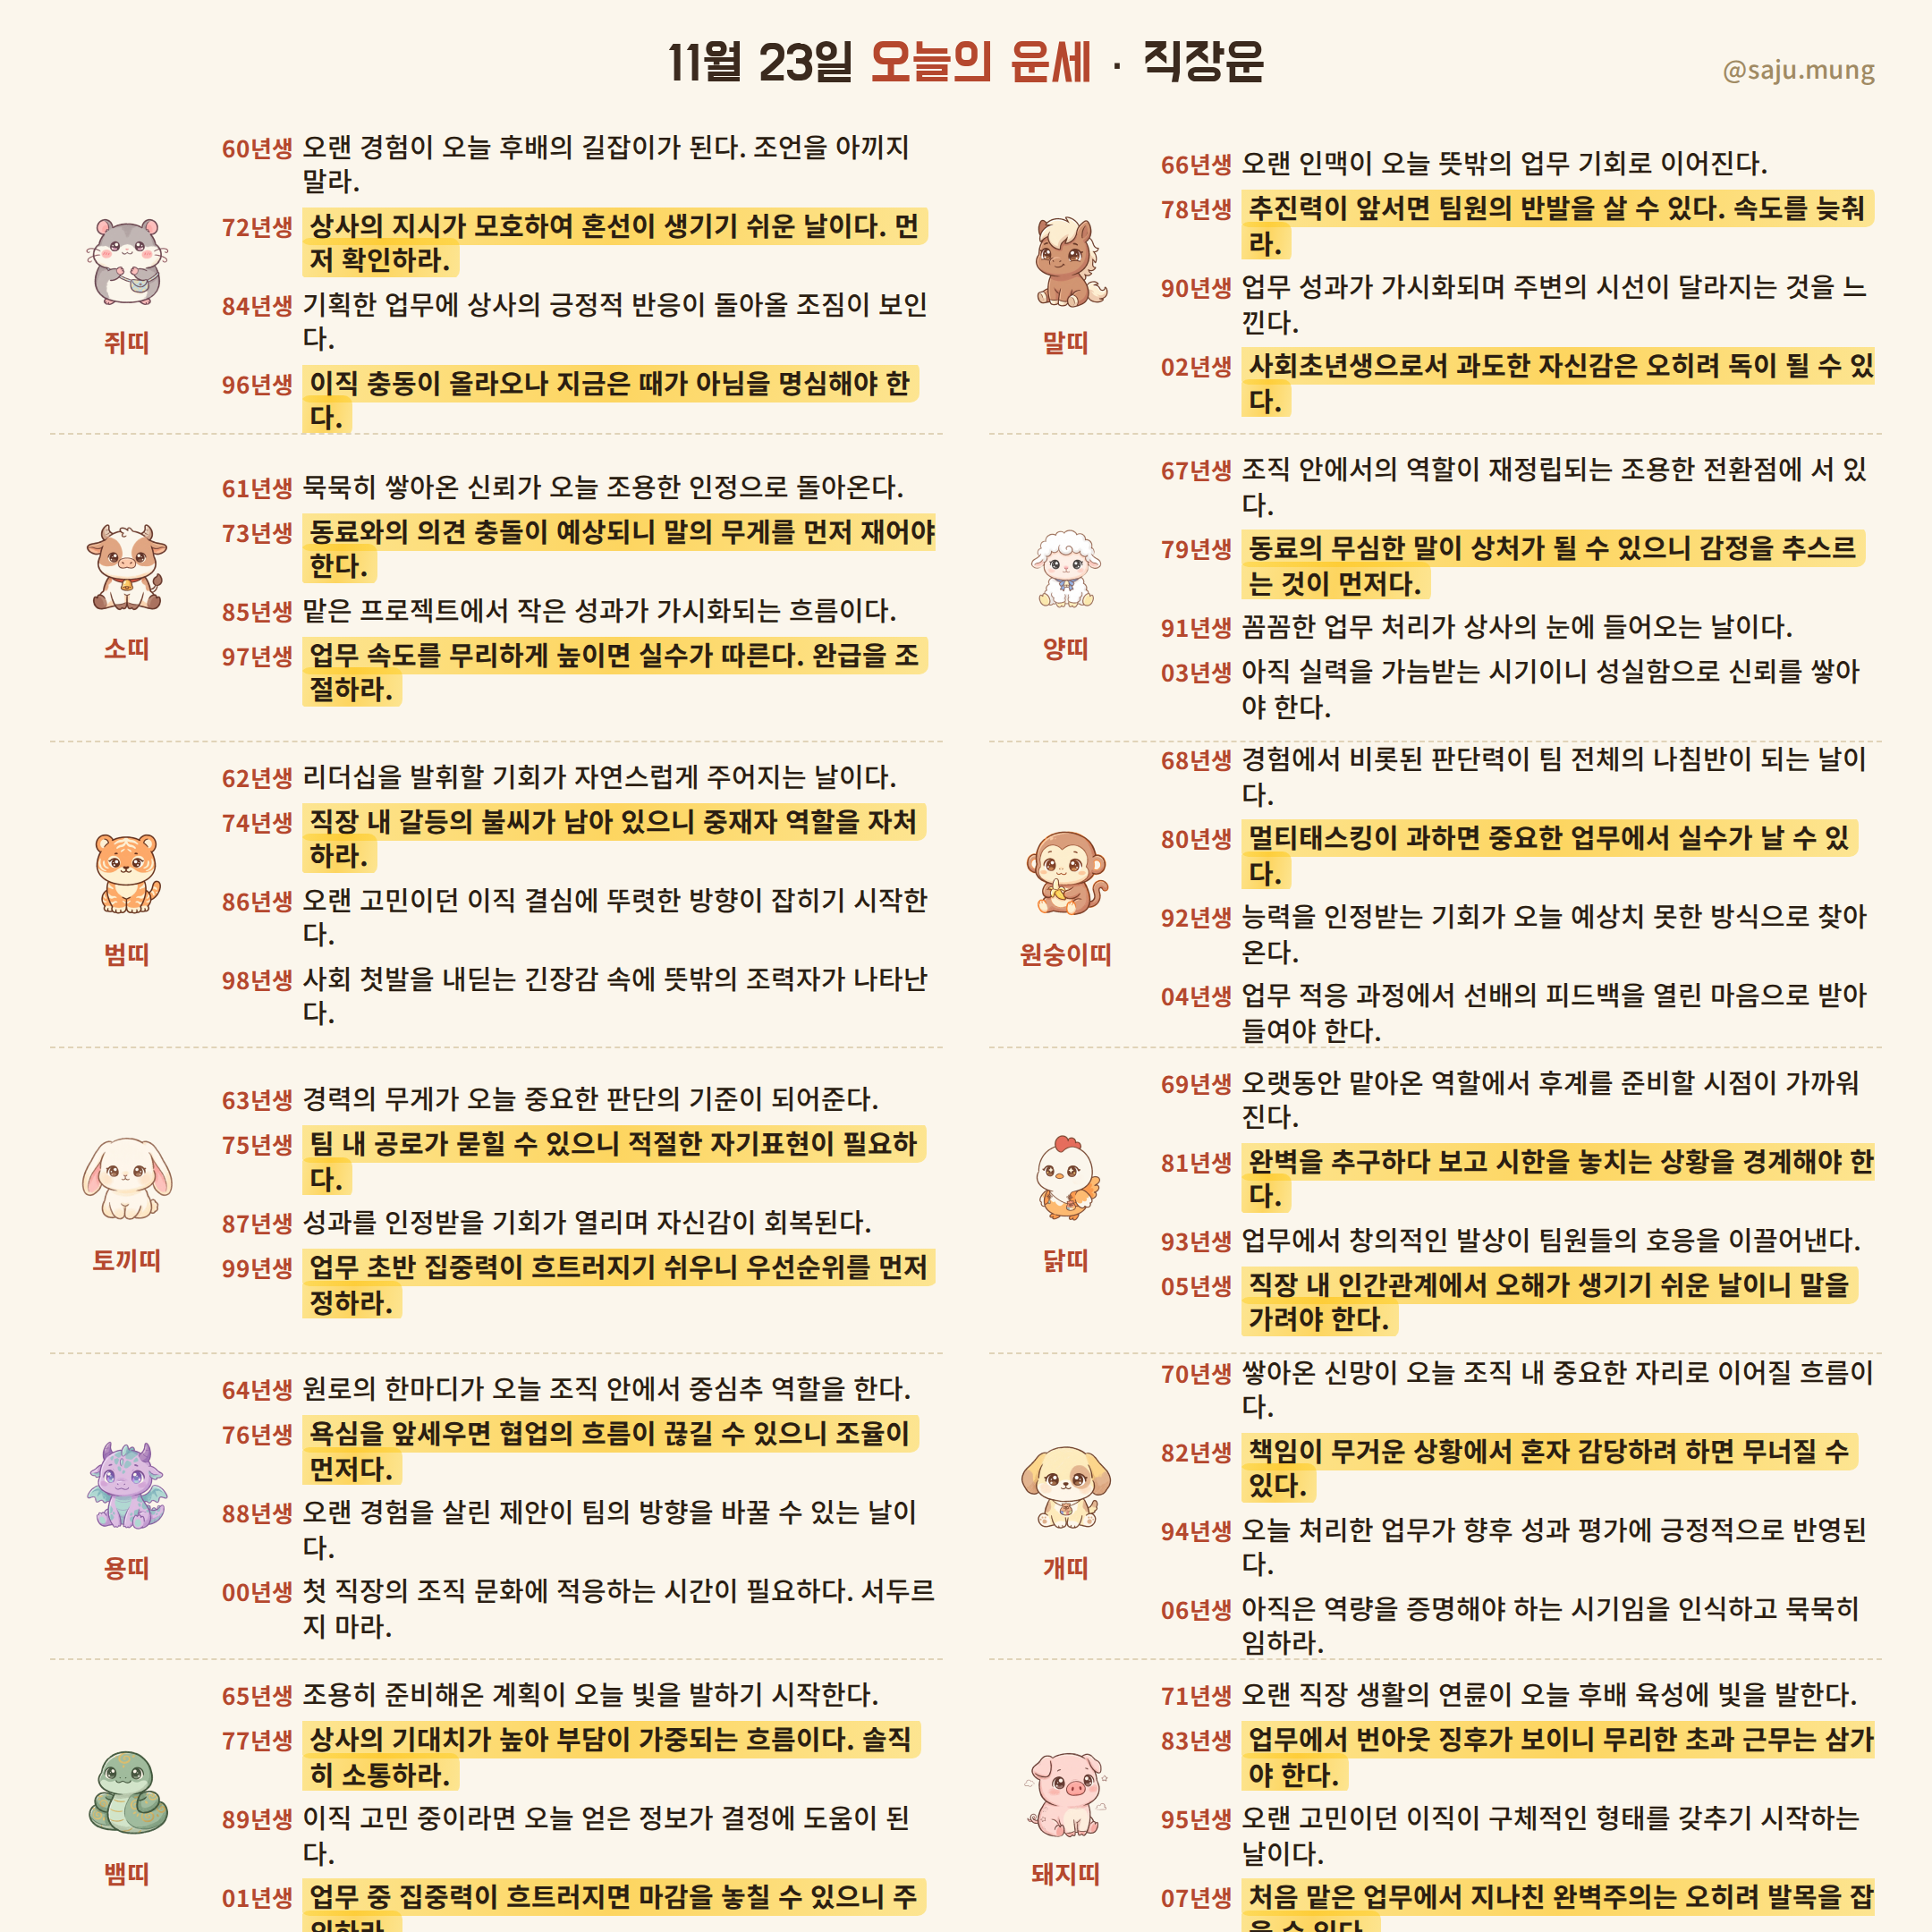 11월 23일 오늘의 운세 · 직장운
@saju.mung
쥐띠
60년생 오랜 경험이 오늘 후배의 길잡이가 된다. 조언을 아끼지
말라.
72년생 상사의 지시가 모호하여 혼선이 생기기 쉬운 날이다. 먼
저 확인하라.
84년생 기획한 업무에 상사의 긍정적 반응이 돌아올 조짐이 보인
다.
96년생 이직 충동이 올라오나 지금은 때가 아님을 명심해야 한
다.
소띠
61년생 묵묵히 쌓아온 신뢰가 오늘 조용한 인정으로 돌아온다.
73년생 동료와의 의견 충돌이 예상되니 말의 무게를 먼저 재어야
한다.
85년생 맡은 프로젝트에서 작은 성과가 가시화되는 흐름이다.
97년생 업무 속도를 무리하게 높이면 실수가 따른다. 완급을 조
절하라.
범띠
62년생 리더십을 발휘할 기회가 자연스럽게 주어지는 날이다.
74년생 직장 내 갈등의 불씨가 남아 있으니 중재자 역할을 자처
하라.
86년생 오랜 고민이던 이직 결심에 뚜렷한 방향이 잡히기 시작한
다.
98년생 사회 첫발을 내딛는 긴장감 속에 뜻밖의 조력자가 나타난
다.
토끼띠
63년생 경력의 무게가 오늘 중요한 판단의 기준이 되어준다.
75년생 팀 내 공로가 묻힐 수 있으니 적절한 자기표현이 필요하
다.
87년생 성과를 인정받을 기회가 열리며 자신감이 회복된다.
99년생 업무 초반 집중력이 흐트러지기 쉬우니 우선순위를 먼저
정하라.
용띠
64년생 원로의 한마디가 오늘 조직 안에서 중심추 역할을 한다.
76년생 욕심을 앞세우면 협업의 흐름이 끊길 수 있으니 조율이
먼저다.
88년생 오랜 경험을 살린 제안이 팀의 방향을 바꿀 수 있는 날이
다.
00년생 첫 직장의 조직 문화에 적응하는 시간이 필요하다. 서두르
지 마라.
뱀띠
65년생 조용히 준비해온 계획이 오늘 빛을 발하기 시작한다.
77년생 상사의 기대치가 높아 부담이 가중되는 흐름이다. 솔직
히 소통하라.
89년생 이직 고민 중이라면 오늘 얻은 정보가 결정에 도움이 된
다.
01년생 업무 중 집중력이 흐트러지면 마감을 놓칠 수 있으니 주
말띠
66년생 오랜 인맥이 오늘 뜻밖의 업무 기회로 이어진다.
78년생 추진력이 앞서면 팀원의 반발을 살 수 있다. 속도를 늦춰
라.
90년생 업무 성과가 가시화되며 주변의 시선이 달라지는 것을 느
낀다.
02년생 사회초년생으로서 과도한 자신감은 오히려 독이 될 수 있
다.
양띠
67년생 조직 안에서의 역할이 재정립되는 조용한 전환점에 서 있
다.
79년생 동료의 무심한 말이 상처가 될 수 있으니 감정을 추스르
는 것이 먼저다.
91년생 꼼꼼한 업무 처리가 상사의 눈에 들어오는 날이다.
03년생 아직 실력을 가늠받는 시기이니 성실함으로 신뢰를 쌓아
야 한다.
원숭이띠
68년생 경험에서 비롯된 판단력이 팀 전체의 나침반이 되는 날이
다.
80년생 멀티태스킹이 과하면 중요한 업무에서 실수가 날 수 있
다.
92년생 능력을 인정받는 기회가 오늘 예상치 못한 방식으로 찾아
온다.
04년생 업무 적응 과정에서 선배의 피드백을 열린 마음으로 받아
들여야 한다.
닭띠
69년생 오랫동안 맡아온 역할에서 후계를 준비할 시점이 가까워
진다.
81년생 완벽을 추구하다 보고 시한을 놓치는 상황을 경계해야 한
다.
93년생 업무에서 창의적인 발상이 팀원들의 호응을 이끌어낸다.
05년생 직장 내 인간관계에서 오해가 생기기 쉬운 날이니 말을
가려야 한다.
개띠
70년생 쌓아온 신망이 오늘 조직 내 중요한 자리로 이어질 흐름이
다.
82년생 책임이 무거운 상황에서 혼자 감당하려 하면 무너질 수
있다.
94년생 오늘 처리한 업무가 향후 성과 평가에 긍정적으로 반영된
다.
06년생 아직은 역량을 증명해야 하는 시기임을 인식하고 묵묵히
임하라.
돼지띠
71년생 오랜 직장 생활의 연륜이 오늘 후배 육성에 빛을 발한다.
83년생 업무에서 번아웃 징후가 보이니 무리한 초과 근무는 삼가
야 한다.
95년생 오랜 고민이던 이직이 구체적인 형태를 갖추기 시작하는
날이다.
07년생 처음 맡은 업무에서 지나친 완벽주의는 오히려 발목을 잡